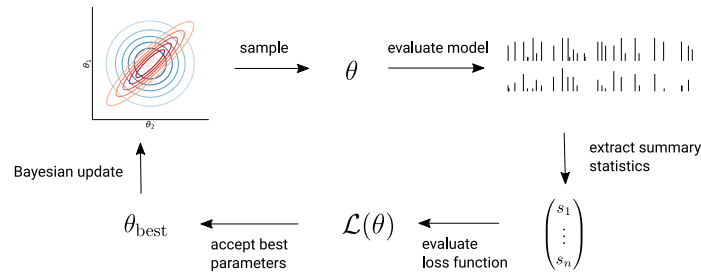 θ₁
θ₂
sample
θ
evaluate model
extract summary
statistics
s₁
⋮
sₙ
evaluate
loss function
ℒ(θ)
accept best
parameters
θbest
Bayesian update